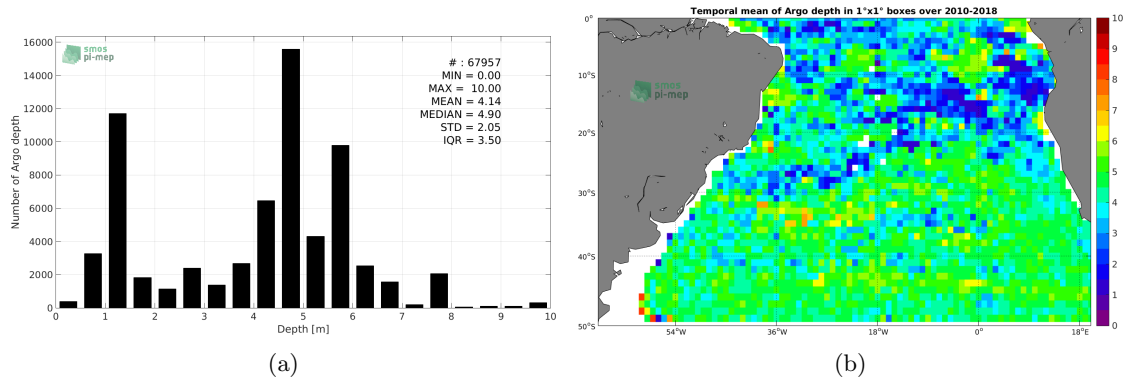 smos
pi-mep
# : 67957
MIN = 0.00
MAX = 10.00
MEAN = 4.14
MEDIAN = 4.90
STD = 2.05
IQR = 3.50
Number of Argo depth
16000
14000
12000
10000
8000
6000
4000
2000
0
0 1 2 3 4 5 6 7 8 9 10
Depth [m]
(a)
Temporal mean of Argo depth in 1°x1° boxes over 2010-2018
smos
pi-mep
0°
10°S
20°S
30°S
40°S
50°S
54°W 36°W 18°W 0° 18°E
10
9
8
7
6
5
4
3
2
1
0
(b)